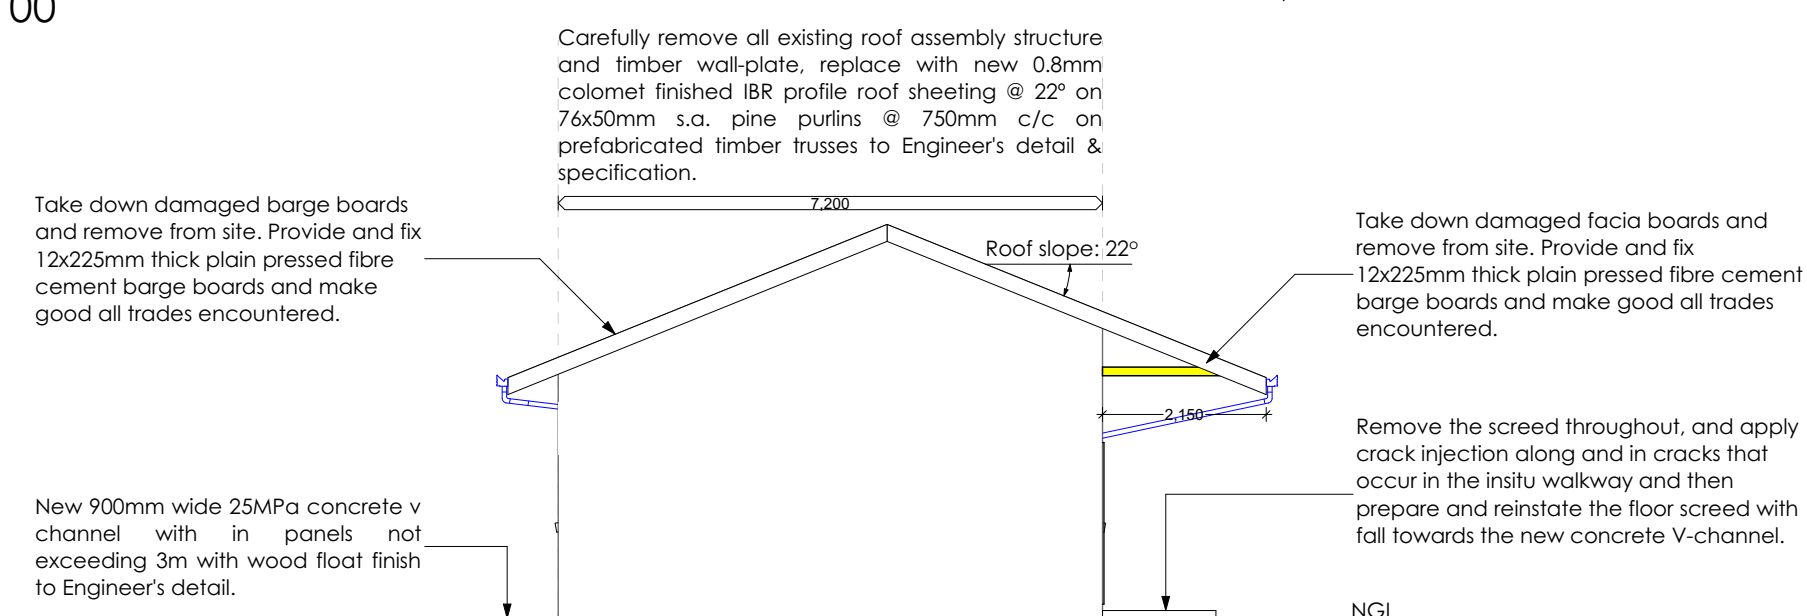 00
Carefully remove all existing roof assembly structure
and timber wall-plate, replace with new 0.8mm
colomet finished IBR profile roof sheeting @ 22º on
76x50mm s.a. pine purlins @ 750mm c/c on
prefabricated timber trusses to Engineer's detail &
specification.
7,200
Take down damaged barge boards
and remove from site. Provide and fix
12x225mm thick plain pressed fibre
cement barge boards and make
good all trades encountered.
Roof slope: 22°
Take down damaged facia boards and
remove from site. Provide and fix
12x225mm thick plain pressed fibre cement
barge boards and make good all trades
encountered.
2,150
Remove the screed throughout, and apply
crack injection along and in cracks that
occur in the insitu walkway and then
prepare and reinstate the floor screed with
fall towards the new concrete V-channel.
New 900mm wide 25MPa concrete v
channel with in panels not
exceeding 3m with wood float finish
to Engineer's detail.
NGL